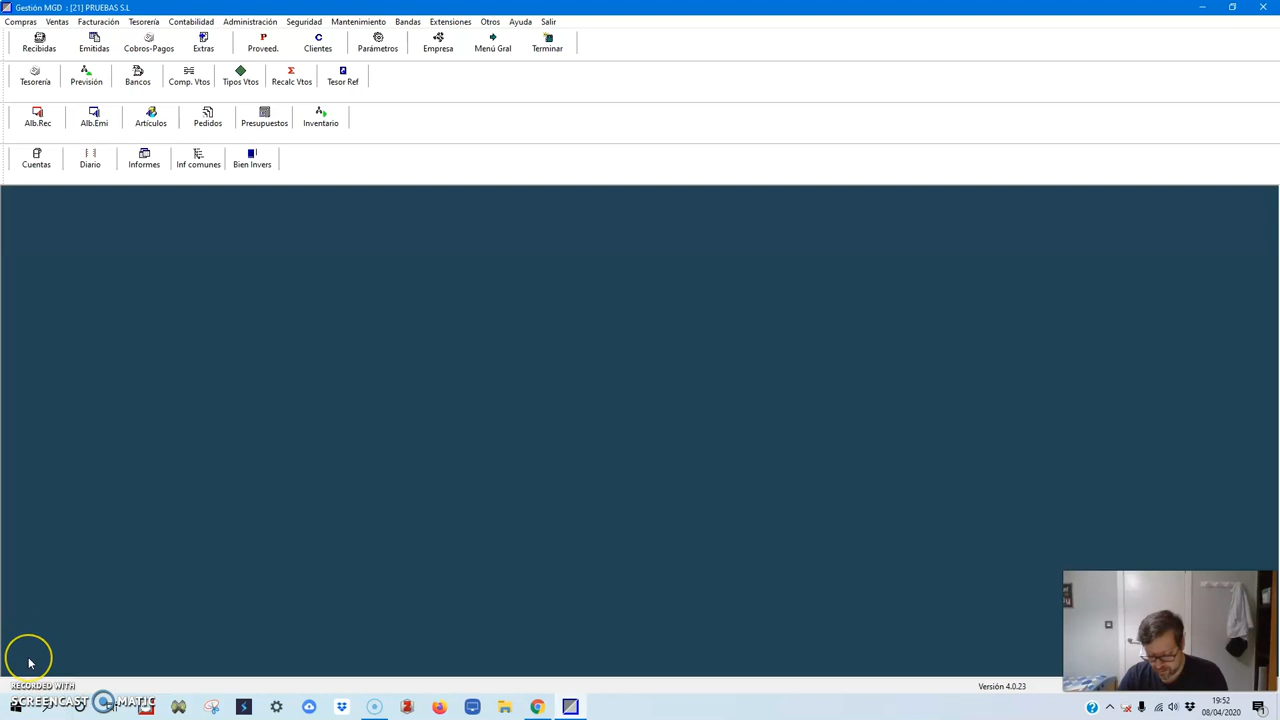 Gestión MGD : [21] PRUEBAS S.L
Compras Ventas Facturación Tesorería Contabilidad Administración Seguridad Mantenimiento Bandas Extensiones Otros Ayuda Salir
Recibidas Emitidas Cobros-Pagos Extras Proveed. Clientes Parámetros Empresa Menú Gral Terminar
Tesorería Previsión Bancos Comp. Vtos Tipos Vtos Recalc Vtos Tesor Ref
Alb.Rec Alb.Emi Artículos Pedidos Presupuestos Inventario
Cuentas Diario Informes Inf comunes Bien Invers
RECORDED WITH
SCREENCAST MATIC
Versión 4.0.23
19:52
08/04/2020